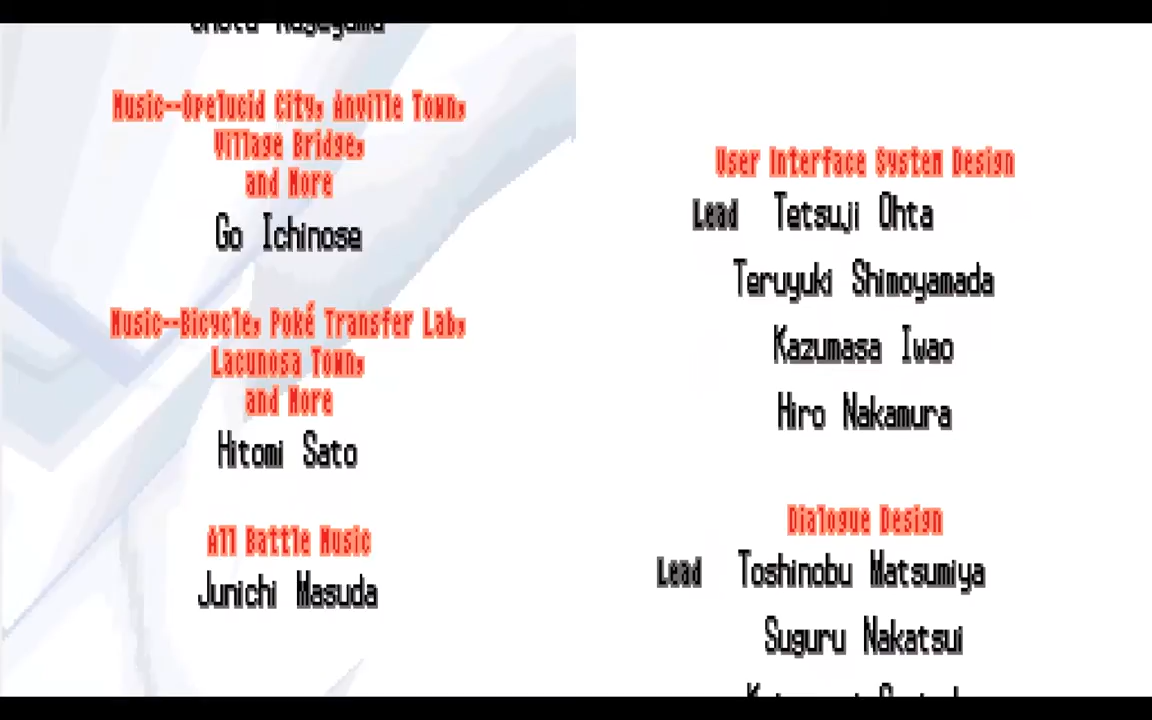 Music--Opelucid City, Anville Town,
Village Bridge,
and More
Go Ichinose
Music--Bicycle, Poké Transfer Lab,
Lacunosa Town,
and More
Hitomi Sato
All Battle Music
Junichi Masuda
User Interface System Design
Lead Tetsuji Ohta
Teruyuki Shimoyamada
Kazumasa Iwao
Hiro Nakamura
Dialogue Design
Lead Toshinobu Matsumiya
Suguru Nakatsui